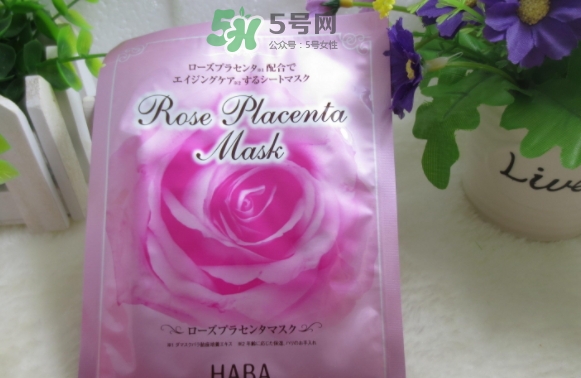 5号网
公众号：5号女性
ローズプラセンタ※1配合で
エイジングケア※2するシートマスク
Rose Placenta
Mask
ローズプラセンタマスク
HABA
Live